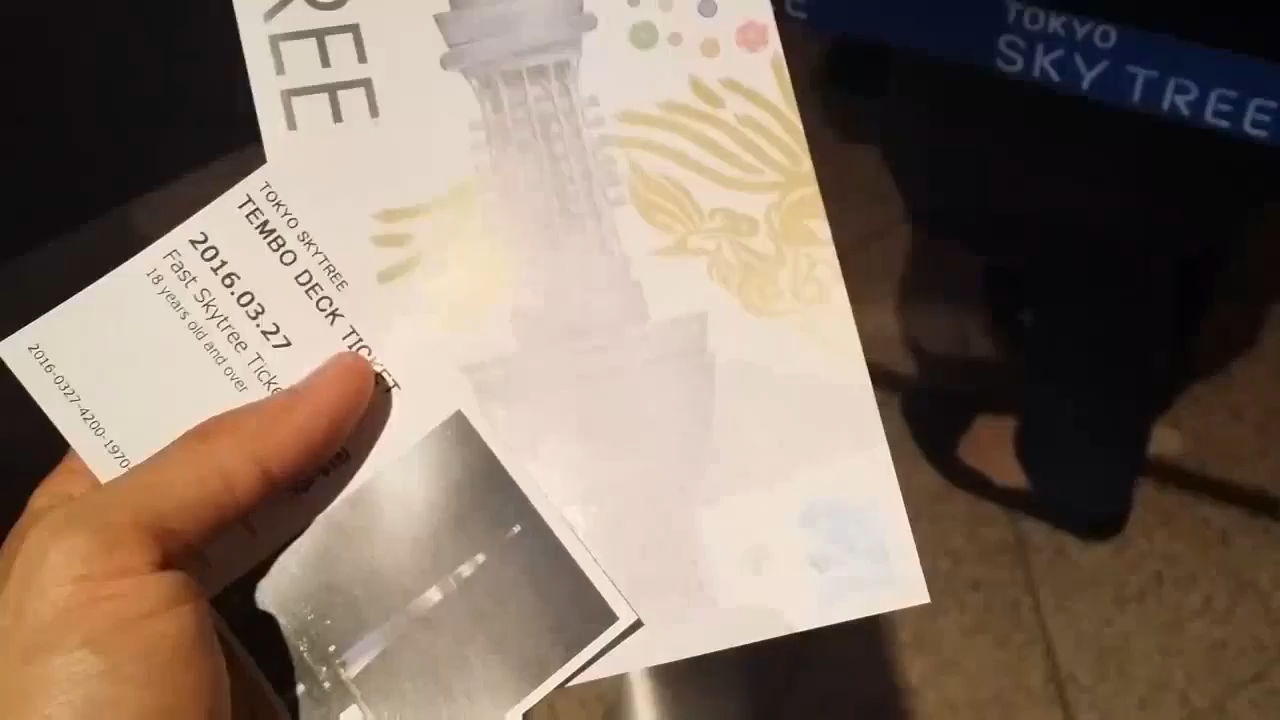 REE
TOKYO
SKY TREE
E
TOKYO SKYTREE
TEMBO DECK TICKET
2016.03.27
Fast Skytree Ticke
18 years old and over
2016-0327-4200-1970-